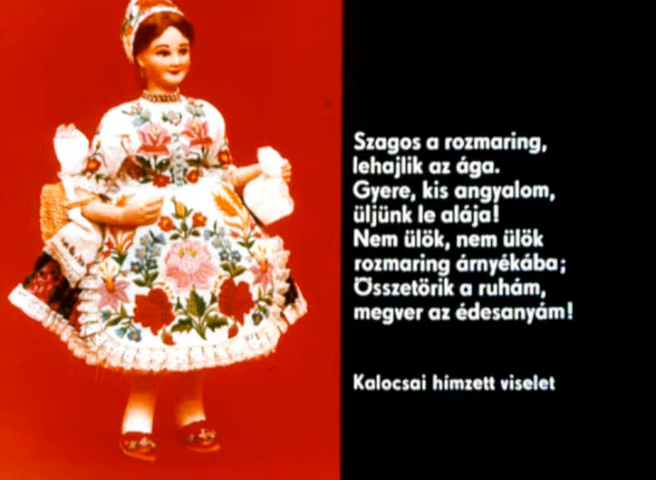 Szagos a rozmaring,
lehajlik az ága.
Gyere, kis angyalom,
üljünk le alája!
Nem ülök, nem ülök
rozmaring árnyékába;
Összetörik a ruhám,
megver az édesanyám!
Kalocsai hímzett viselet